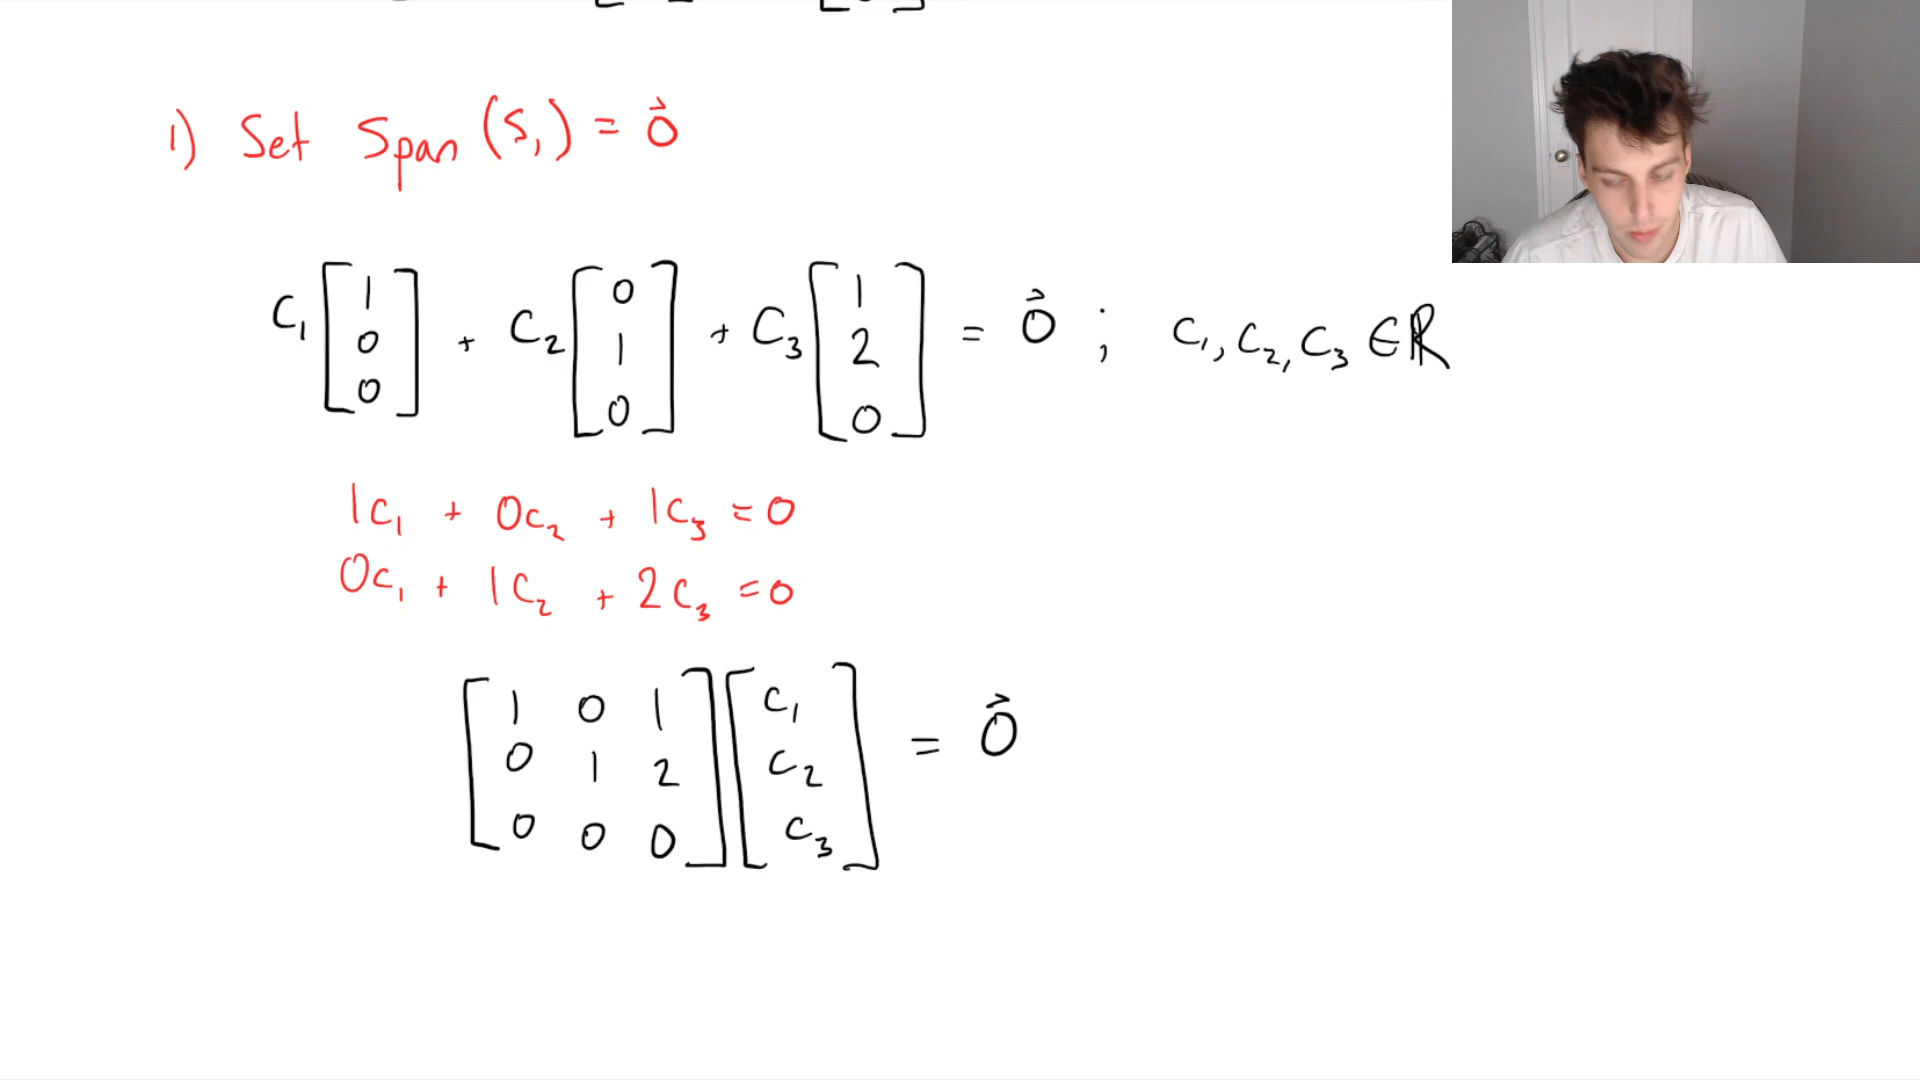 1) Set Span (S₁) = 0⃗
C₁ [1 0 0] + C₂ [0 1 0] + C₃ [1 2 0] = 0⃗ ; C₁, C₂, C₃ ∈ ℝ
1C₁ + 0C₂ + 1C₃ = 0
0C₁ + 1C₂ + 2C₃ = 0
[1 0 1
0 1 2
0 0 0] [C₁ C₂ C₃] = 0⃗